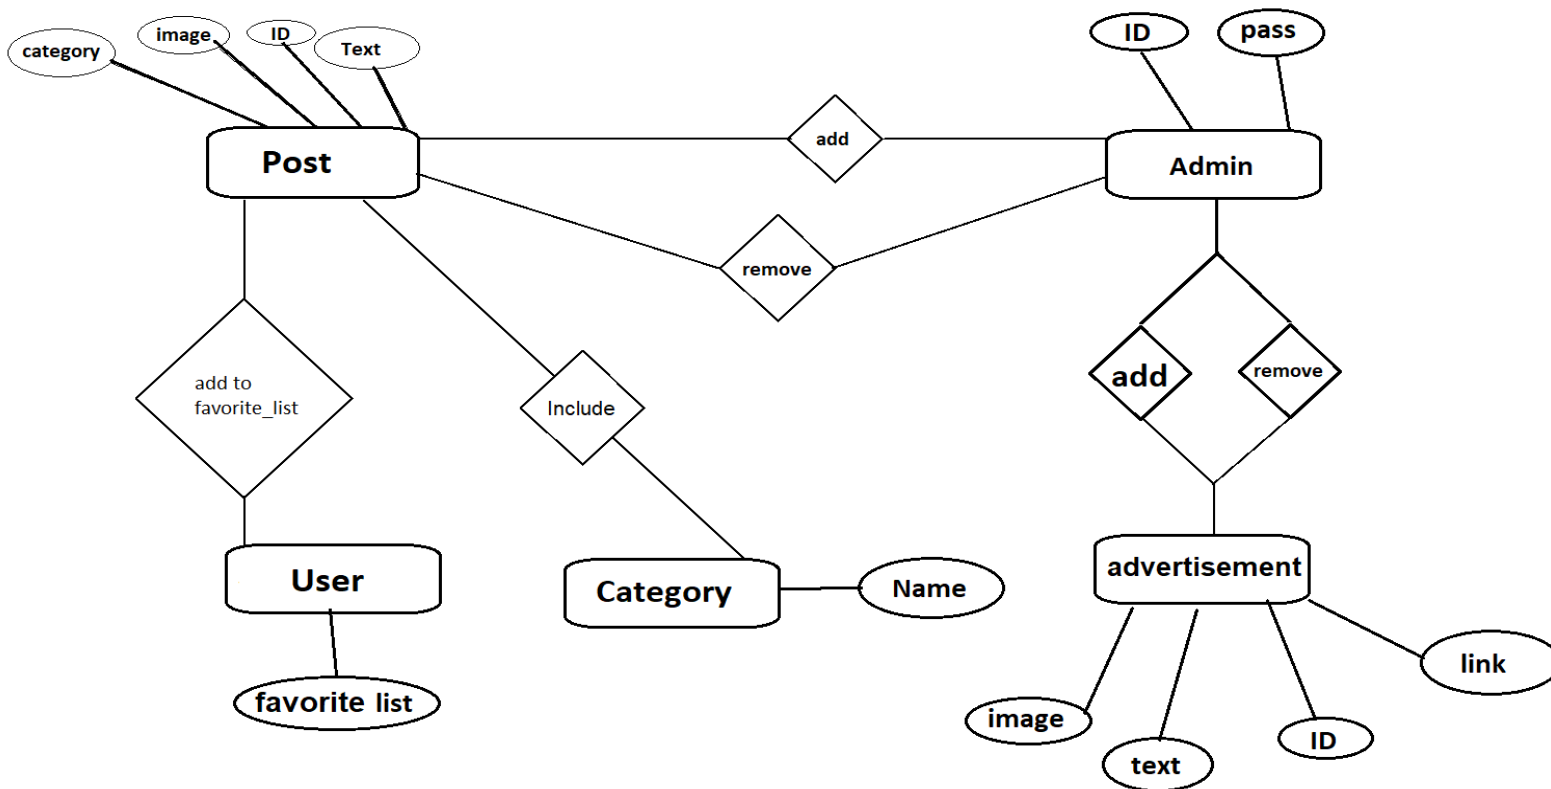 category
image
ID
Text
ID
pass
Post
add
Admin
remove
add to
favorite_list
Include
add
remove
User
Category
Name
advertisement
favorite list
image
text
ID
link